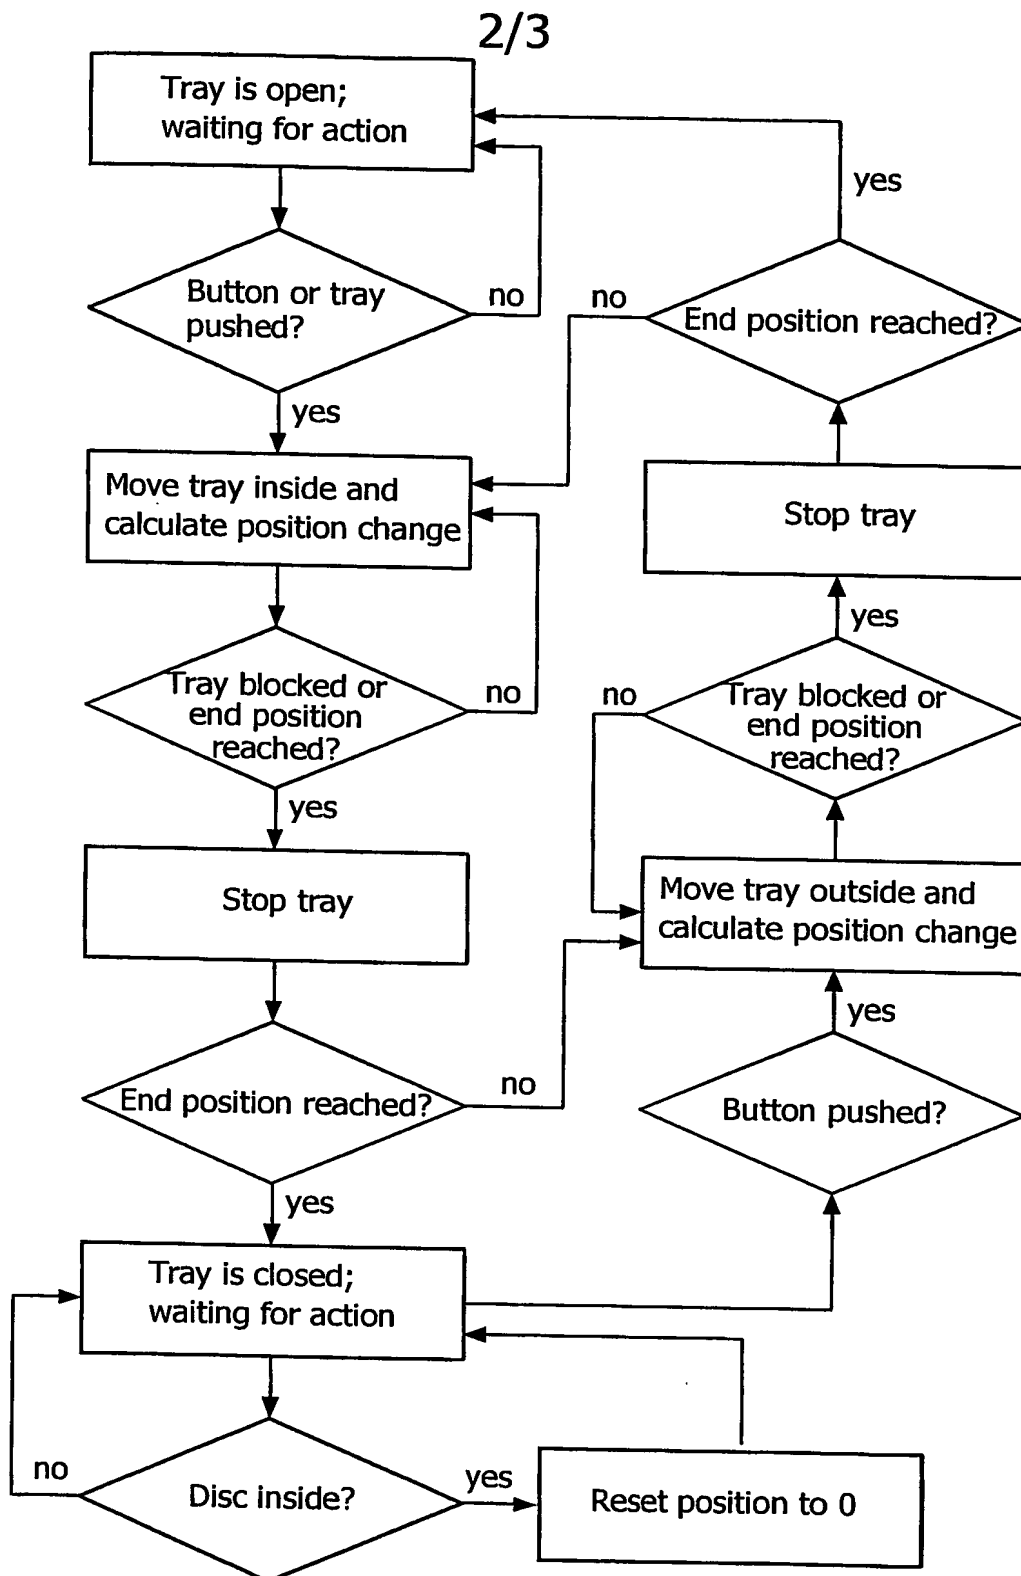 2/3
Tray is open;
waiting for action
yes
Button or tray
pushed?
no
no
End position reached?
yes
Move tray inside and
calculate position change
Stop tray
yes
Tray blocked or
end position
reached?
no
no
Tray blocked or
end position
reached?
yes
Stop tray
Move tray outside and
calculate position change
yes
End position reached?
no
Button pushed?
yes
Tray is closed;
waiting for action
no
Disc inside?
yes
Reset position to 0